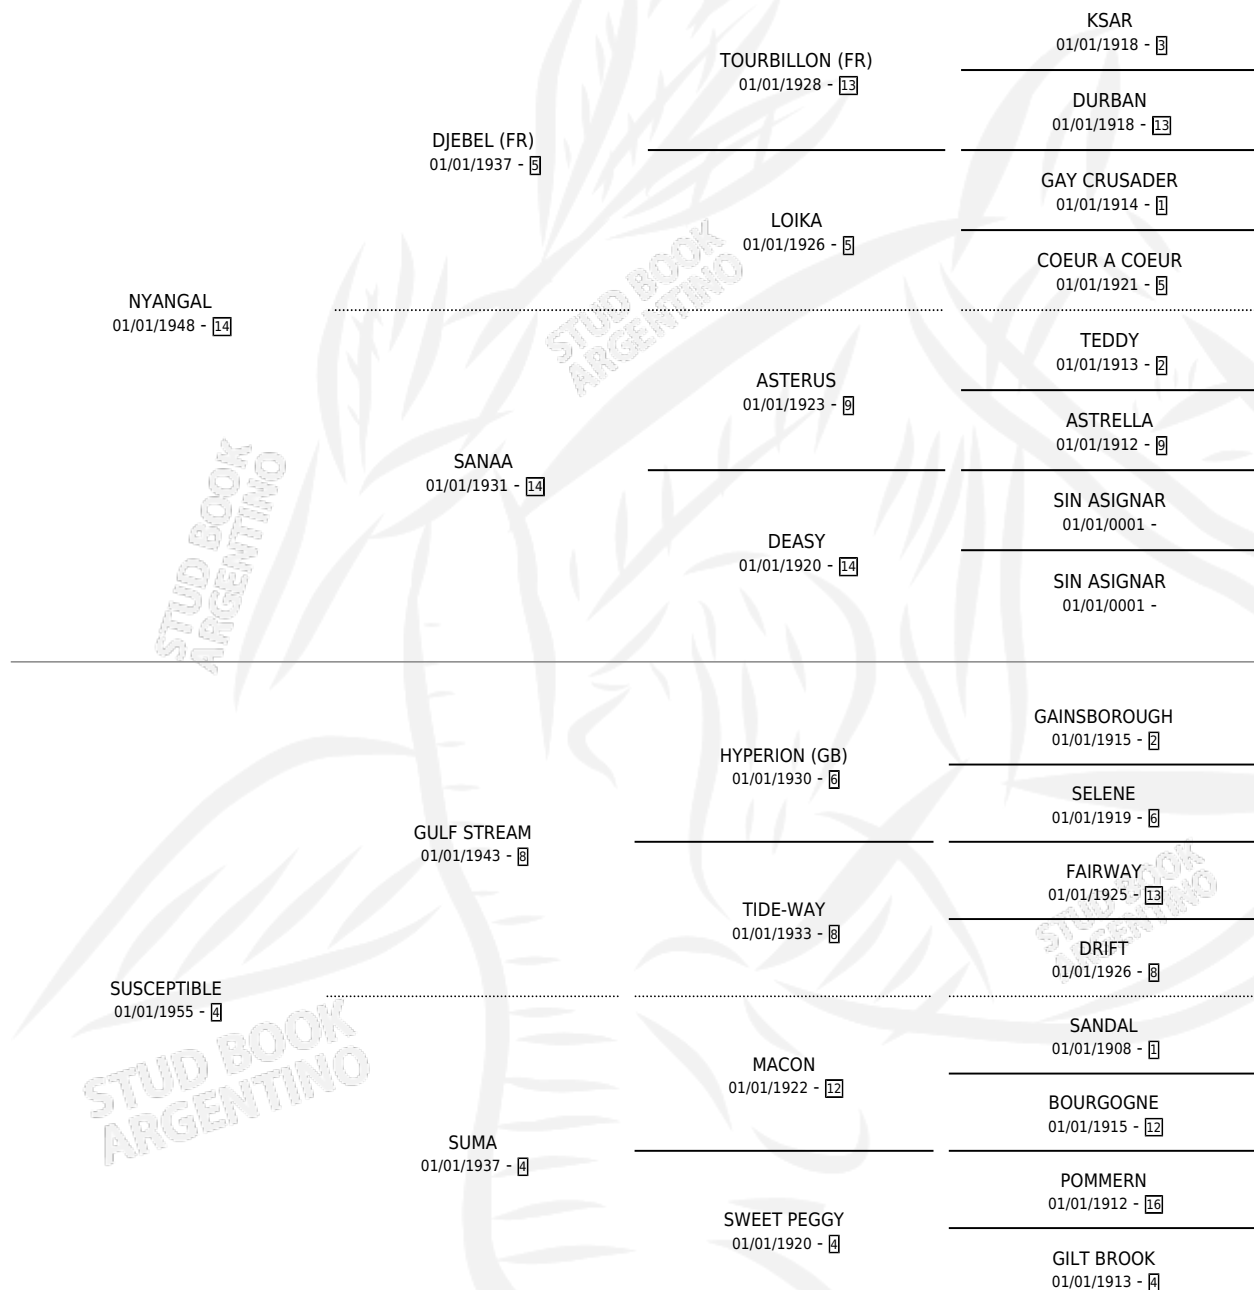 KSAR
01/01/1918 - 3
TOURBILLON (FR)
01/01/1928 - 13
DURBAN
01/01/1918 - 13
DJEBEL (FR)
01/01/1937 - 5
GAY CRUSADER
01/01/1914 - 1
LOIKA
01/01/1926 - 5
COEUR A COEUR
01/01/1921 - 5
NYANGAL
01/01/1948 - 14
TEDDY
01/01/1913 - 2
ASTERUS
01/01/1923 - 9
ASTRELLA
01/01/1912 - 9
SANAA
01/01/1931 - 14
SIN ASIGNAR
01/01/0001 -
DEASY
01/01/1920 - 14
SIN ASIGNAR
01/01/0001 -
GAINSBOROUGH
01/01/1915 - 2
HYPERION (GB)
01/01/1930 - 6
SELENE
01/01/1919 - 6
GULF STREAM
01/01/1943 - 8
FAIRWAY
01/01/1925 - 13
TIDE-WAY
01/01/1933 - 8
DRIFT
01/01/1926 - 8
SUSCEPTIBLE
01/01/1955 - 4
SANDAL
01/01/1908 - 1
MACON
01/01/1922 - 12
BOURGOGNE
01/01/1915 - 12
SUMA
01/01/1937 - 4
POMMERN
01/01/1912 - 16
SWEET PEGGY
01/01/1920 - 4
GILT BROOK
01/01/1913 - 4
STUD BOOK
ARGENTINO
STUD BOOK
ARGENTINO
STUD BOOK
ARGENTINO
STUD BOOK
ARGENTINO